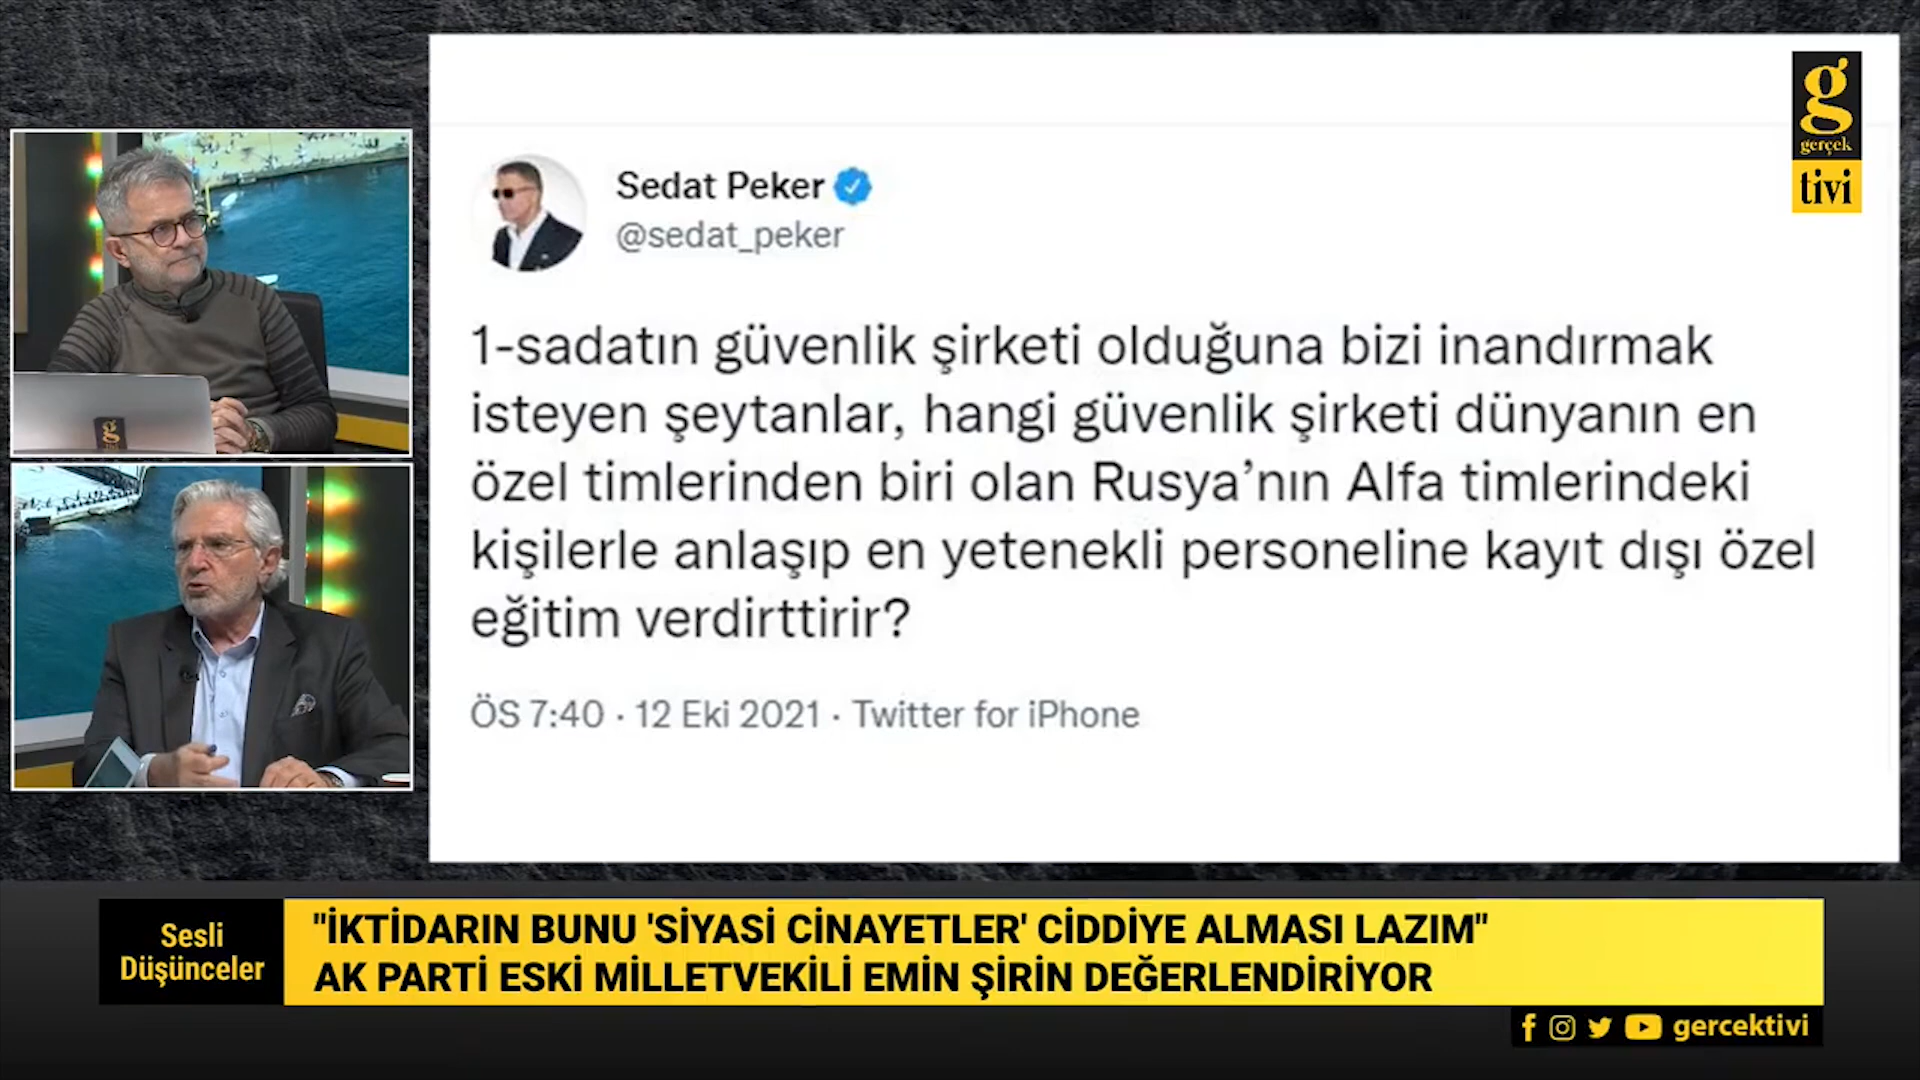 g
gerçek
tivi
Sedat Peker
@sedat_peker
1-sadatın güvenlik şirketi olduğuna bizi inandırmak
isteyen şeytanlar, hangi güvenlik şirketi dünyanın en
özel timlerinden biri olan Rusya’nın Alfa timlerindeki
kişilerle anlaşıp en yetenekli personeline kayıt dışı özel
eğitim verdirttirir?
ÖS 7:40 · 12 Eki 2021 · Twitter for iPhone
g
tivi
Sesli
Düşünceler
"İKTİDARIN BUNU 'SİYASİ CİNAYETLER' CİDDİYE ALMASI LAZIM"
AK PARTİ ESKİ MİLLETVEKİLİ EMİN ŞİRİN DEĞERLENDİRİYOR
gercektivi